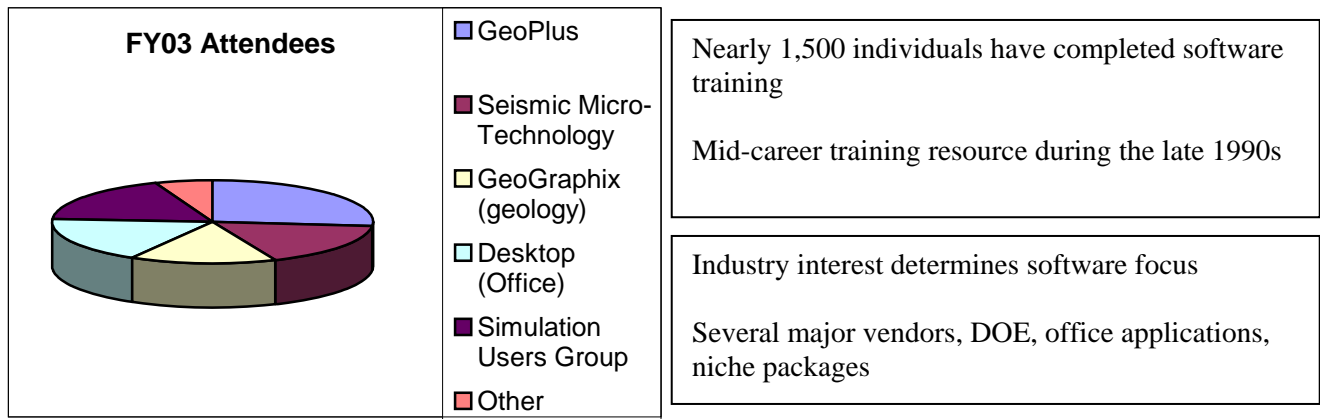 FY03 Attendees
GeoPlus
Seismic Micro-
Technology
GeoGraphix
(geology)
Desktop
(Office)
Simulation
Users Group
Other
Nearly 1,500 individuals have completed software
training
Mid-career training resource during the late 1990s
Industry interest determines software focus
Several major vendors, DOE, office applications,
niche packages